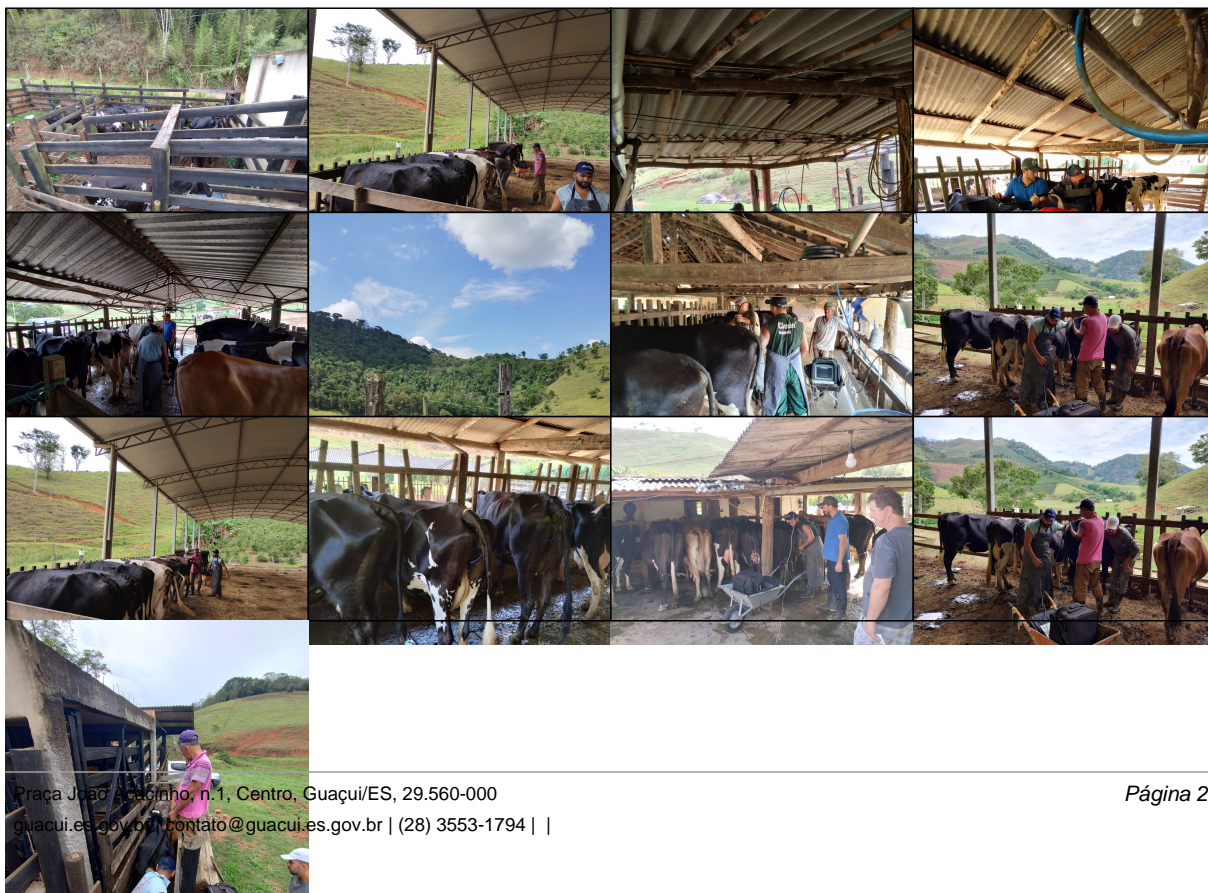 Praça João Acacinho, n.1, Centro, Guaçui/ES, 29.560-000
Página 2
guacui.es.gov.br | contato@guacui.es.gov.br | (28) 3553-1794 | |